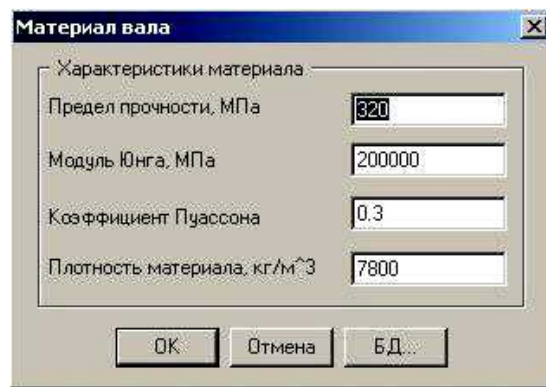 Материал вала
Характеристики материала
Предел прочности, МПа 320
Модуль Юнга, МПа 200000
Коэффициент Пуассона 0.3
Плотность материала, кг/м^3 7800
OK Отмена БД...